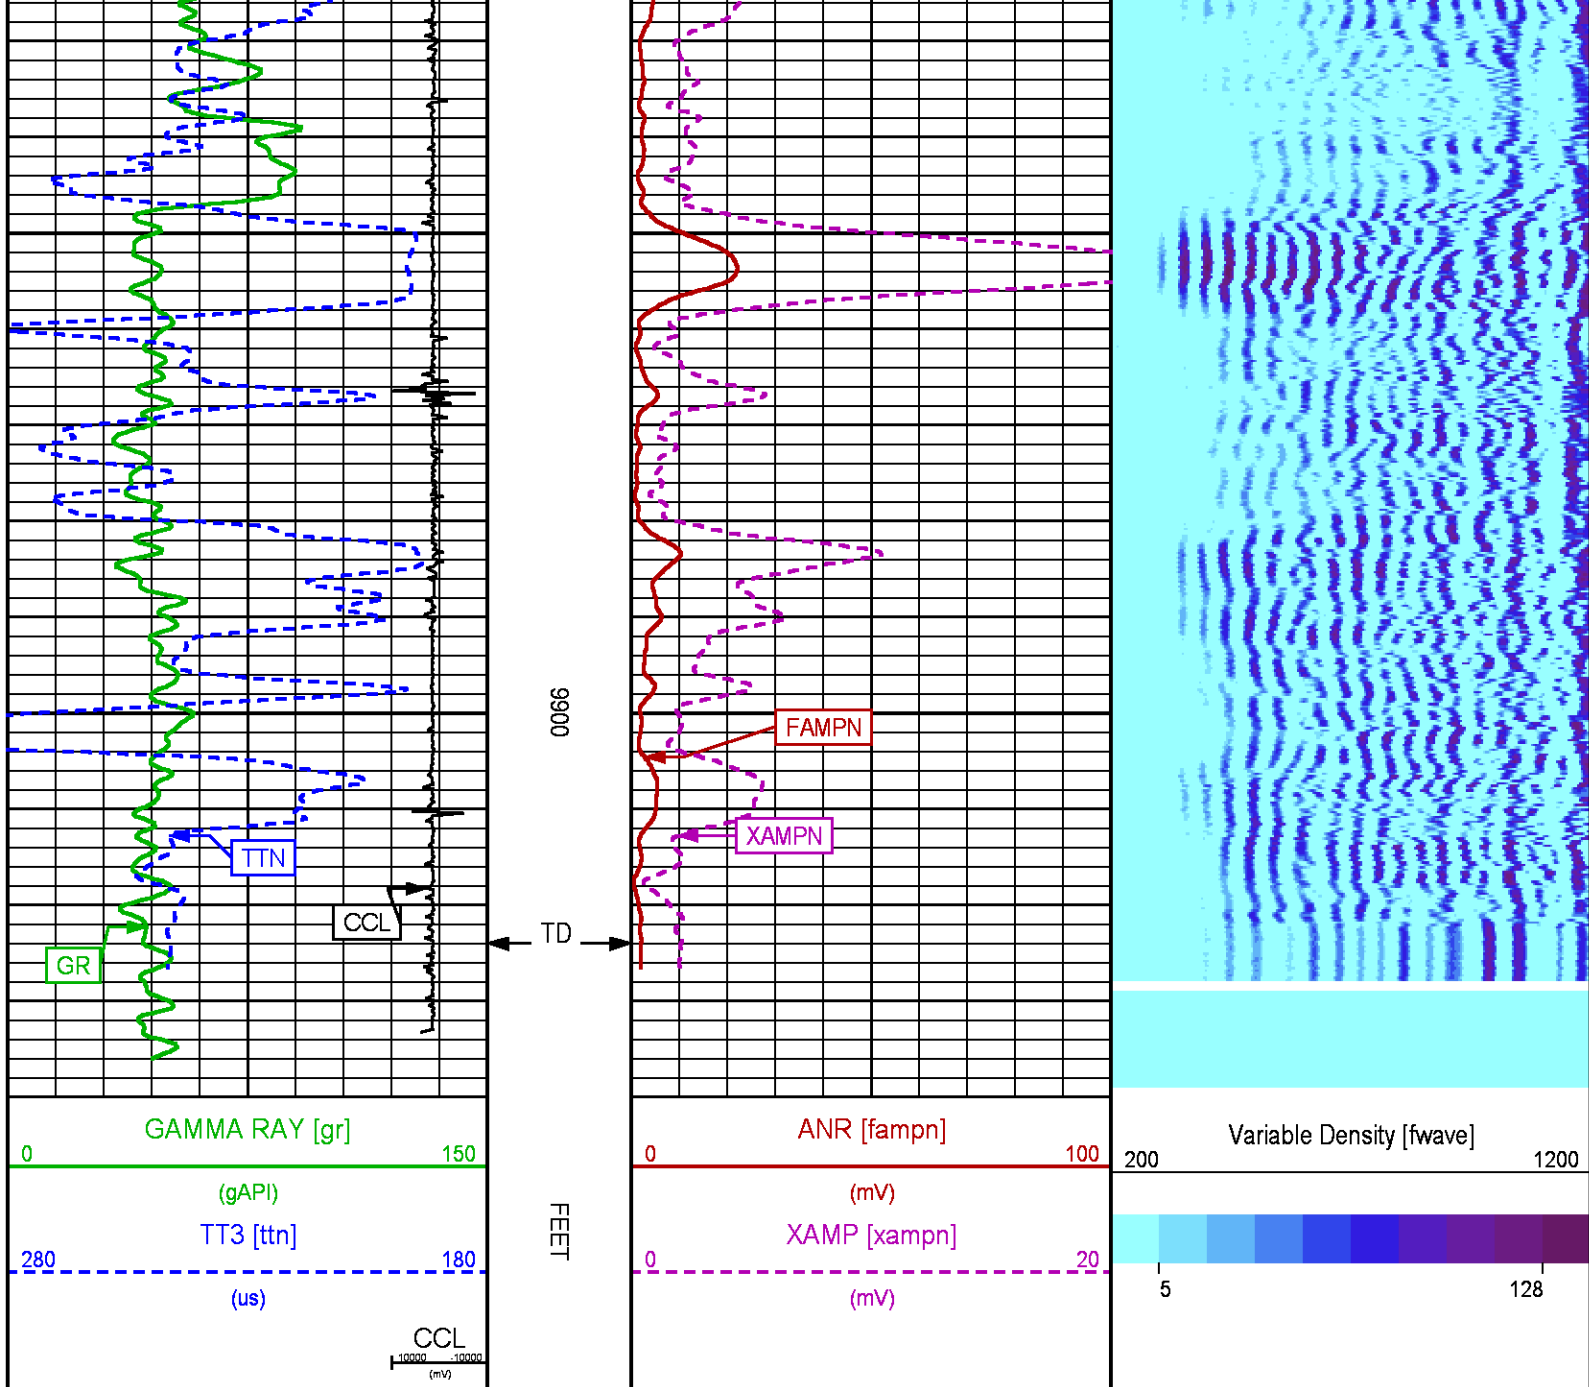 9900
FAMPN
XAMPN
TTN
CCL
TD
GR
GAMMA RAY [gr]
0 150
(gAPI)
TT3 [ttn]
280 180
(us)
CCL
10000 -10000
(mV)
FEET
ANR [fampn]
0 100
(mV)
XAMP [xampn]
0 20
(mV)
Variable Density [fwave]
200 1200
5 128